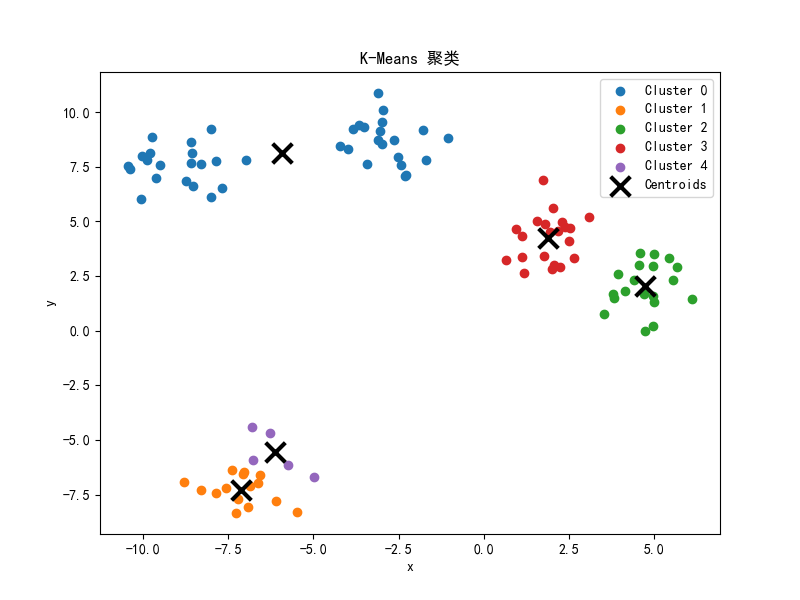 K-Means 聚类
Cluster 0
Cluster 1
Cluster 2
Cluster 3
Cluster 4
Centroids
10.0
7.5
5.0
2.5
0.0
-2.5
-5.0
-7.5
y
-10.0 -7.5 -5.0 -2.5 0.0 2.5 5.0
x